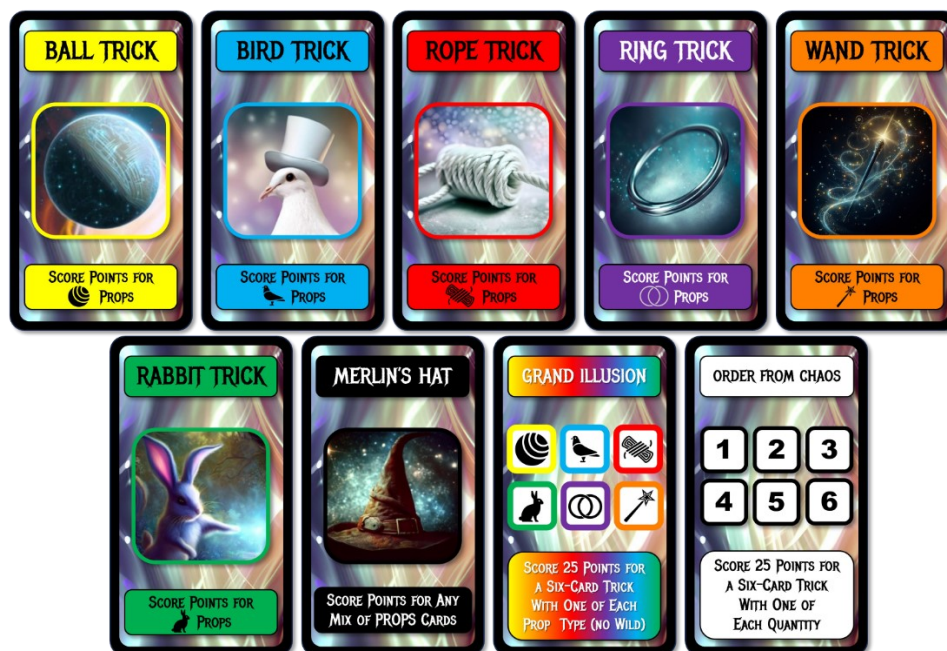 BALL TRICK
SCORE POINTS FOR
PROPS
BIRD TRICK
SCORE POINTS FOR
PROPS
ROPE TRICK
SCORE POINTS FOR
PROPS
RING TRICK
SCORE POINTS FOR
PROPS
WAND TRICK
SCORE POINTS FOR
PROPS
RABBIT TRICK
SCORE POINTS FOR
PROPS
MERLIN'S HAT
SCORE POINTS FOR ANY
MIX OF PROPS CARDS
GRAND ILLUSION
SCORE 25 POINTS FOR
A SIX-CARD TRICK
WITH ONE OF EACH
PROP TYPE (NO WILD)
ORDER FROM CHAOS
1 2 3
4 5 6
SCORE 25 POINTS FOR
A SIX-CARD TRICK
WITH ONE OF
EACH QUANTITY